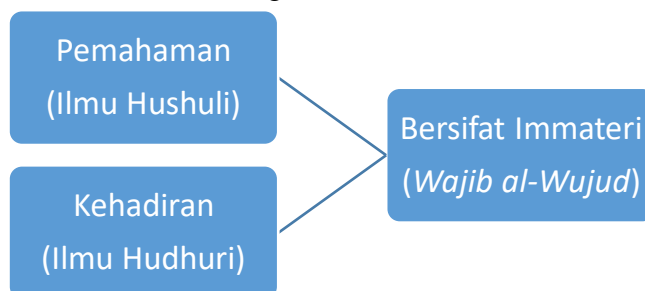 Pemahaman
(Ilmu Hushuli)
Kehadiran
(Ilmu Hudhuri)
Bersifat Immateri
(Wajib al-Wujud)